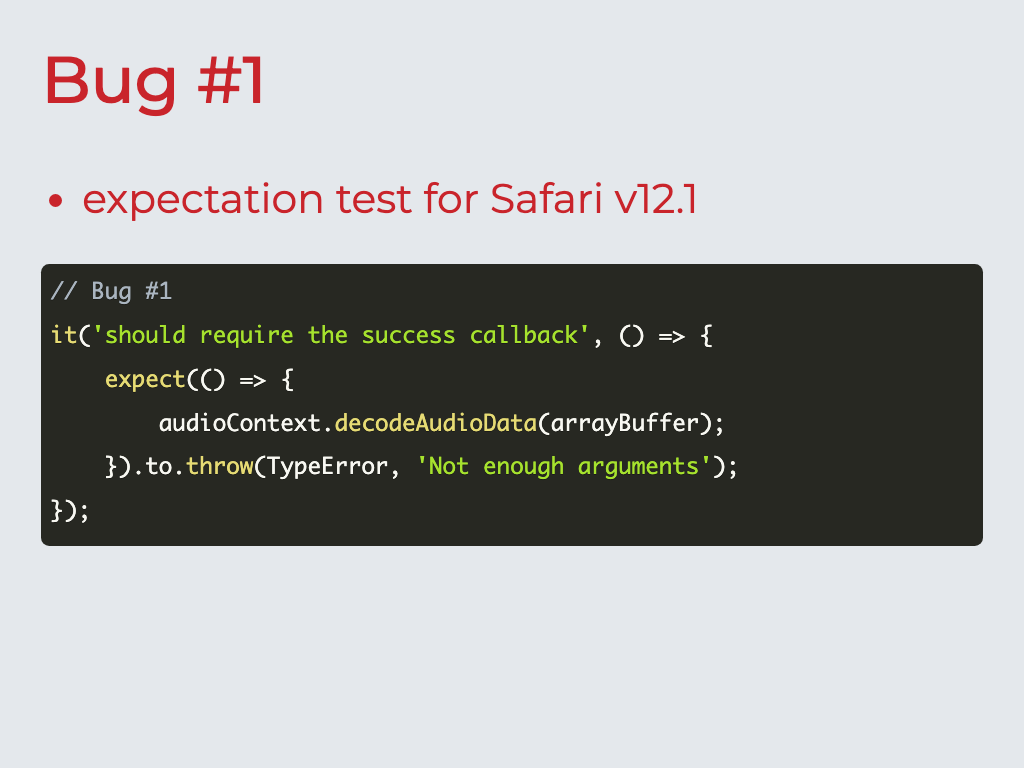 Bug #1
• expectation test for Safari v12.1
// Bug #1
it('should require the success callback', () => {
    expect(() => {
        audioContext.decodeAudioData(arrayBuffer);
    }).to.throw(TypeError, 'Not enough arguments');
});